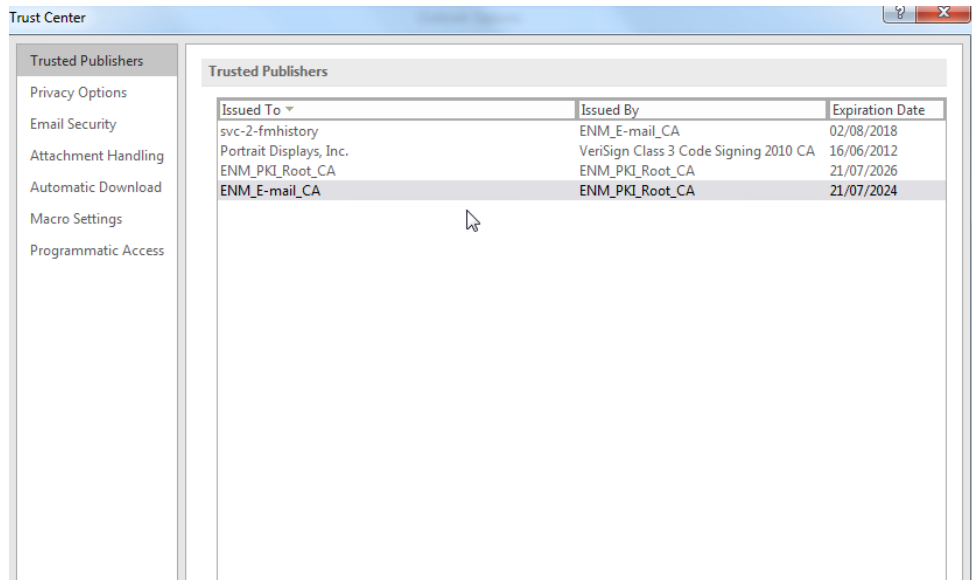 Trust Center
Trusted Publishers
Privacy Options
Email Security
Attachment Handling
Automatic Download
Macro Settings
Programmatic Access
Trusted Publishers
Issued To Issued By Expiration Date
svc-2-fmhistory ENM_E-mail_CA 02/08/2018
Portrait Displays, Inc. VeriSign Class 3 Code Signing 2010 CA 16/06/2012
ENM_PKI_Root_CA ENM_PKI_Root_CA 21/07/2026
ENM_E-mail_CA ENM_PKI_Root_CA 21/07/2024